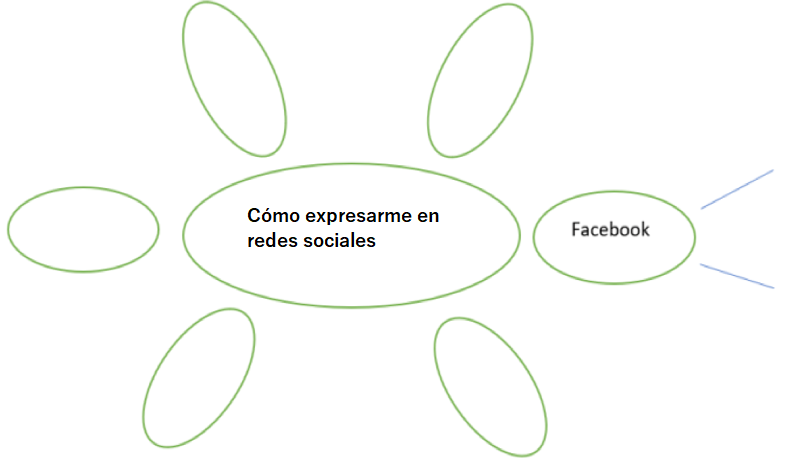 Cómo expresarme en
redes sociales
Facebook